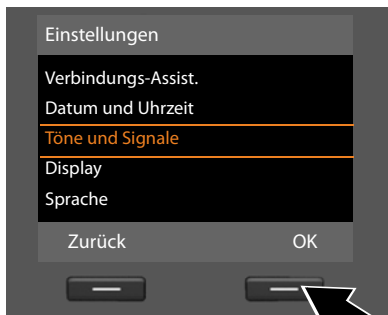 Einstellungen
Verbindungs-Assist.
Datum und Uhrzeit
Töne und Signale
Display
Sprache
Zurück OK